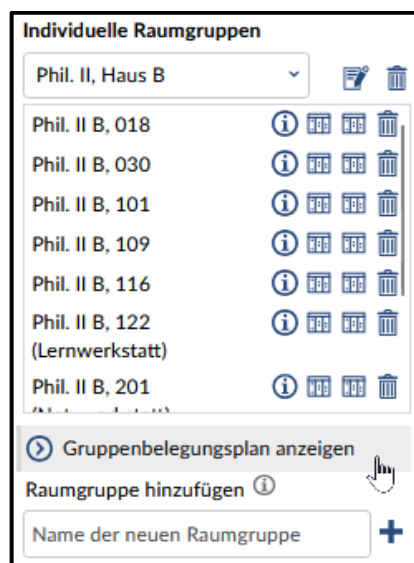 Individuelle Raumgruppen
Phil. II, Haus B
Phil. II B, 018
Phil. II B, 030
Phil. II B, 101
Phil. II B, 109
Phil. II B, 116
Phil. II B, 122
(Lernwerkstatt)
Phil. II B, 201
Gruppenbelegungsplan anzeigen
Raumgruppe hinzufügen
Name der neuen Raumgruppe